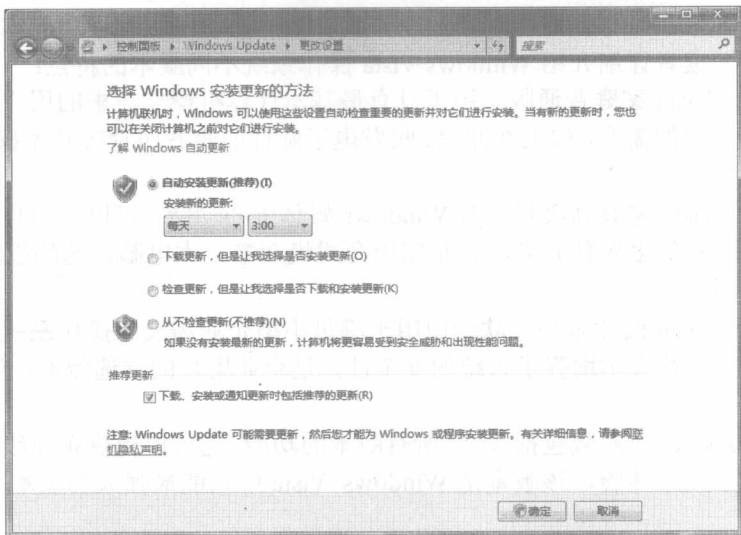 控制面板 ▸ Windows Update ▸ 更改设置
搜索
选择 Windows 安装更新的方法
计算机联机时，Windows 可以使用这些设置自动检查重要的更新并对它们进行安装。当有新的更新时，您也
可以在关闭计算机之前对它们进行安装。
了解 Windows 自动更新
自动安装更新(推荐)(I)
安装新的更新:
每天 3:00
下载更新，但是让我选择是否安装更新(O)
检查更新，但是让我选择是否下载和安装更新(K)
从不检查更新(不推荐)(N)
如果没有安装最新的更新，计算机将更容易受到安全威胁和出现性能问题。
推荐更新
下载、安装或通知更新时包括推荐的更新(R)
注意: Windows Update 可能需要更新，然后您才能为 Windows 或程序安装更新。有关详细信息，请参阅联
机隐私声明。
确定 取消